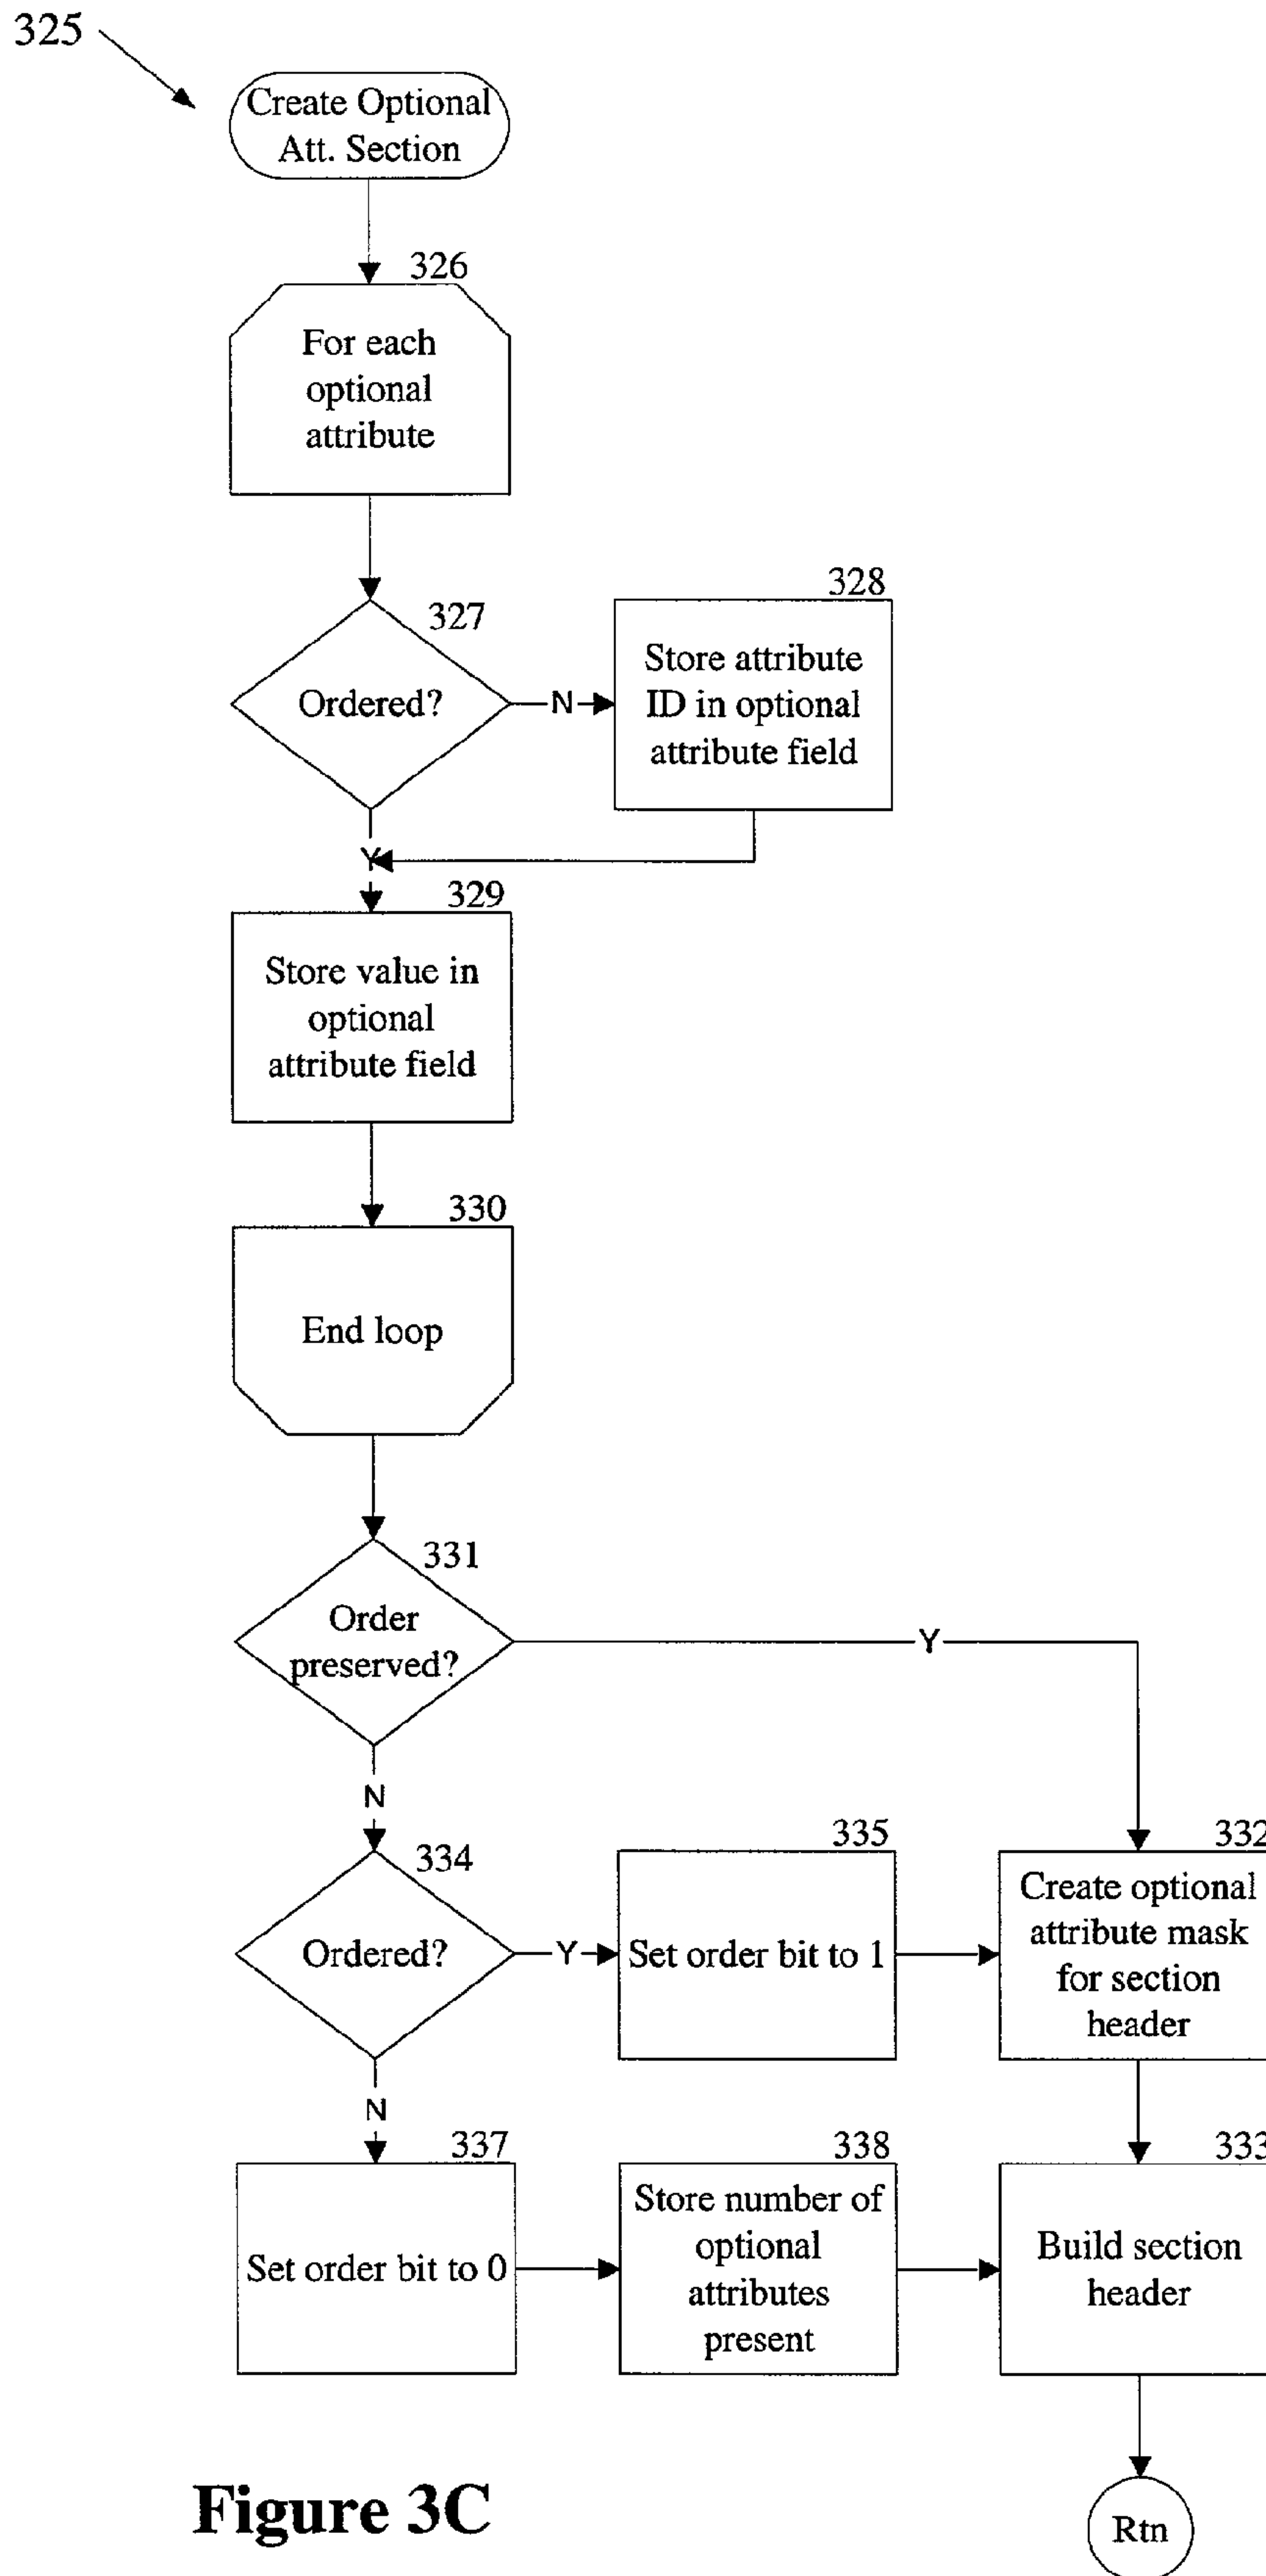 325
Create Optional
Att. Section
326
For each
optional
attribute
327
Ordered?
N
328
Store attribute
ID in optional
attribute field
Y
329
Store value in
optional
attribute field
330
End loop
331
Order
preserved?
Y
N
334
Ordered?
Y
335
Set order bit to 1
332
Create optional
attribute mask
for section
header
N
337
Set order bit to 0
338
Store number of
optional
attributes
present
333
Build section
header
Rtn
Figure 3C